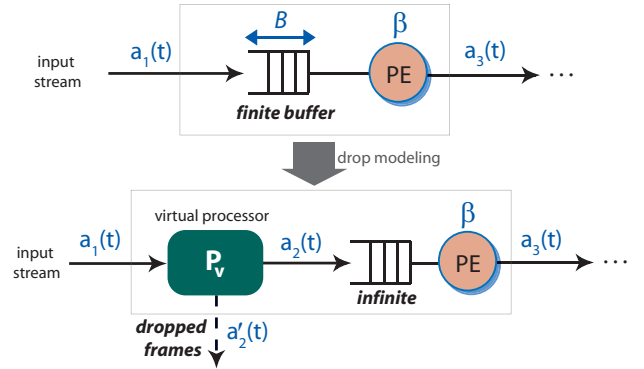 B
β
input
stream
a₁(t)
PE
a₃(t)
...
finite buffer
drop modeling
virtual processor
β
input
stream
a₁(t)
Pᵥ
a₂(t)
PE
a₃(t)
...
infinite
dropped
frames
a′₂(t)